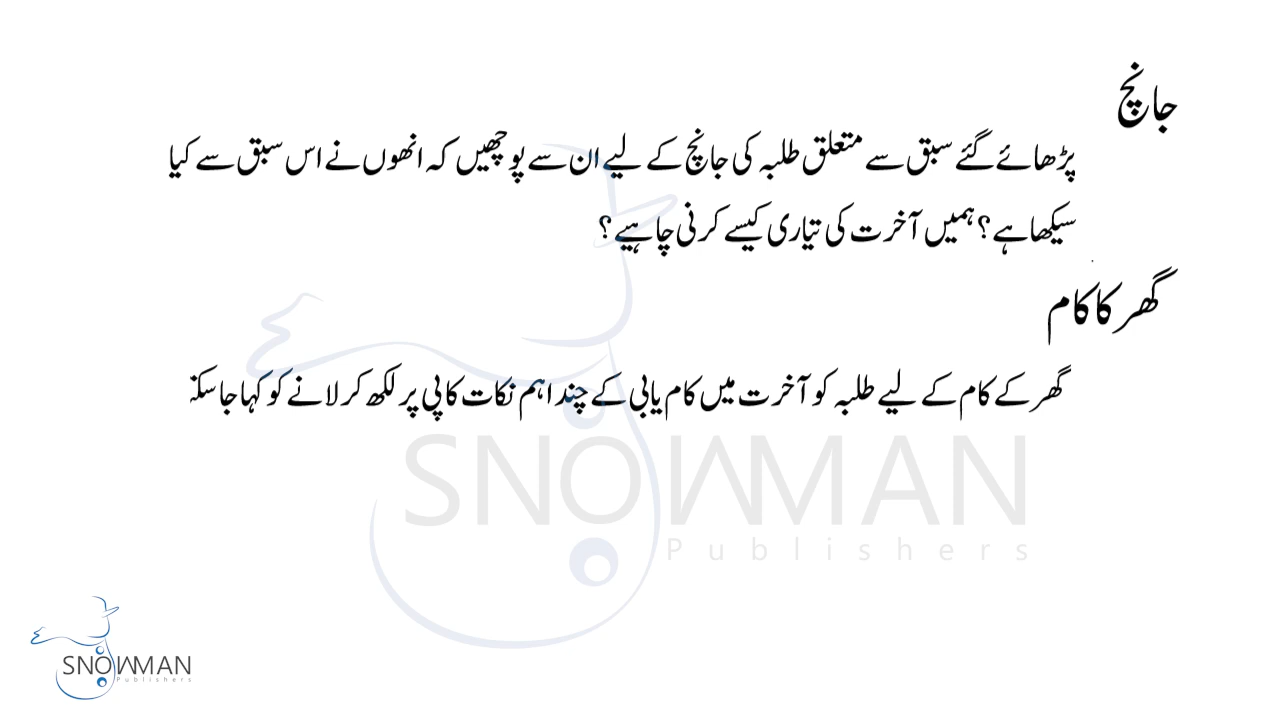 جانچ
پڑھائے گئے سبق سے متعلق طلبہ کی جانچ کے لیے ان سے پوچھیں کہ انھوں نے اس سبق سے کیا
سیکھا ہے؟ ہمیں آخرت کی تیاری کیسے کرنی چاہیے؟
گھر کا کام
گھر کے کام کے لیے طلبہ کو آخرت میں کام یابی کے چند اہم نکات کاپی پر لکھ کر لانے کو کہا جا
SNOWMAN
Publishers
SNOWMAN
Publishers